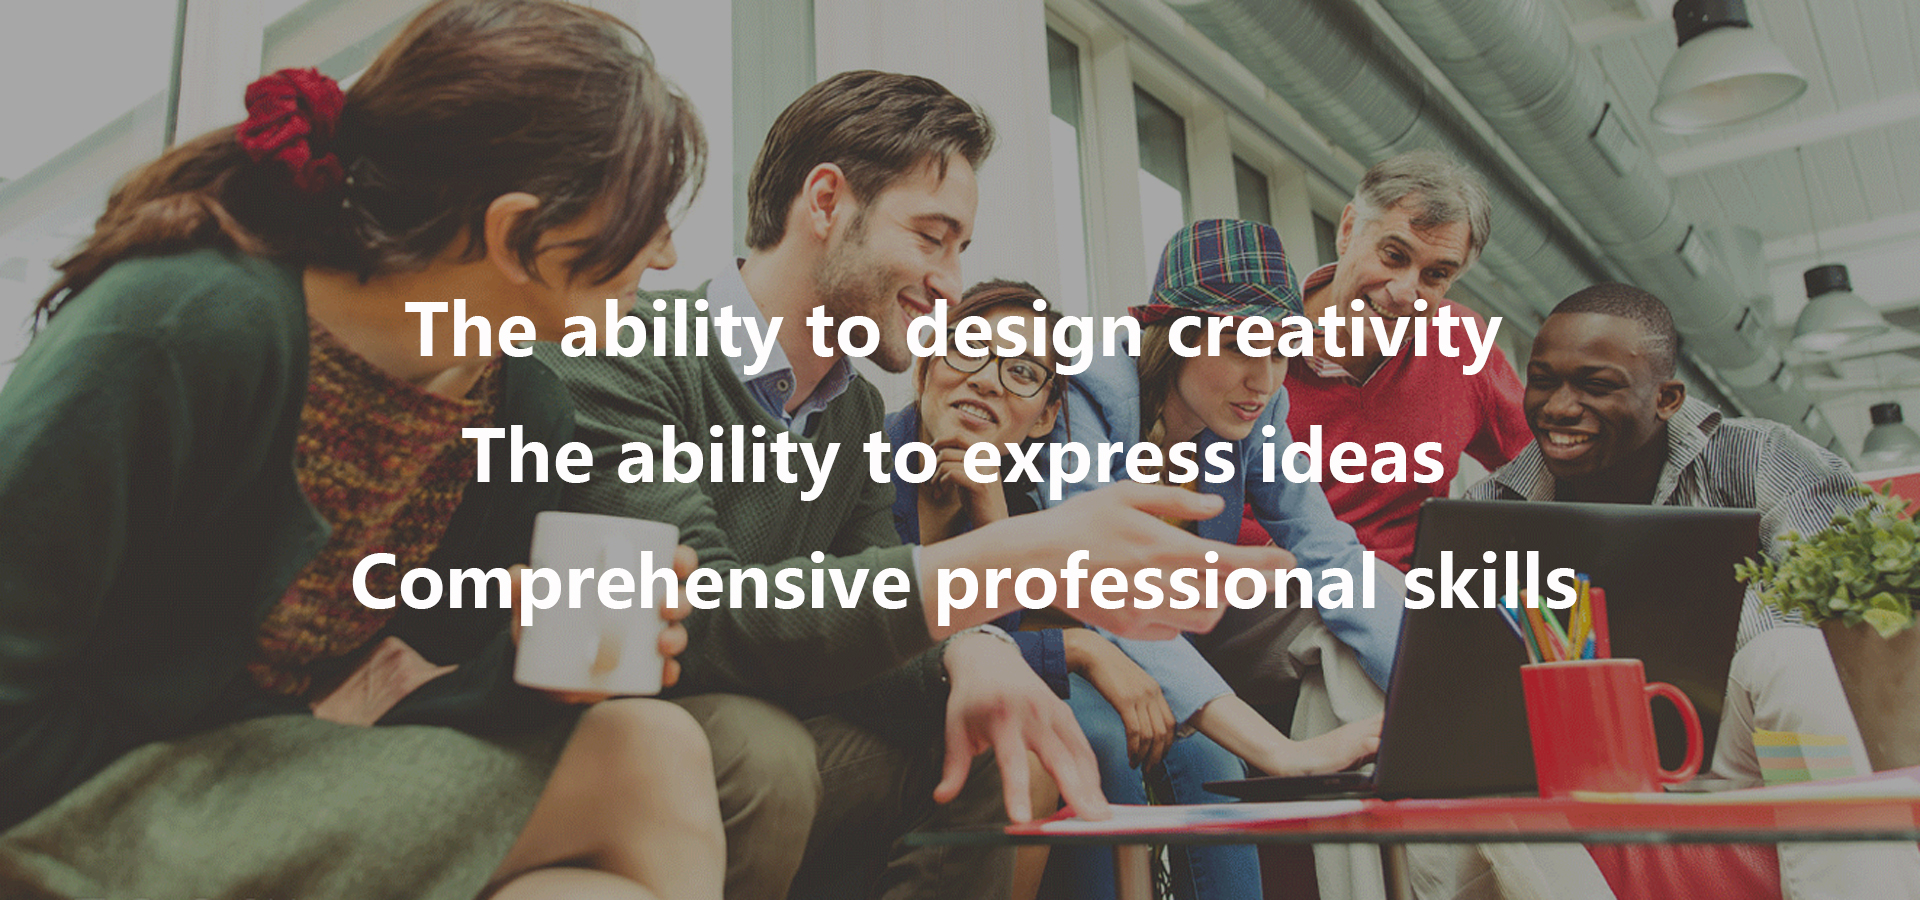 The ability to design creativity
The ability to express ideas
Comprehensive professional skills